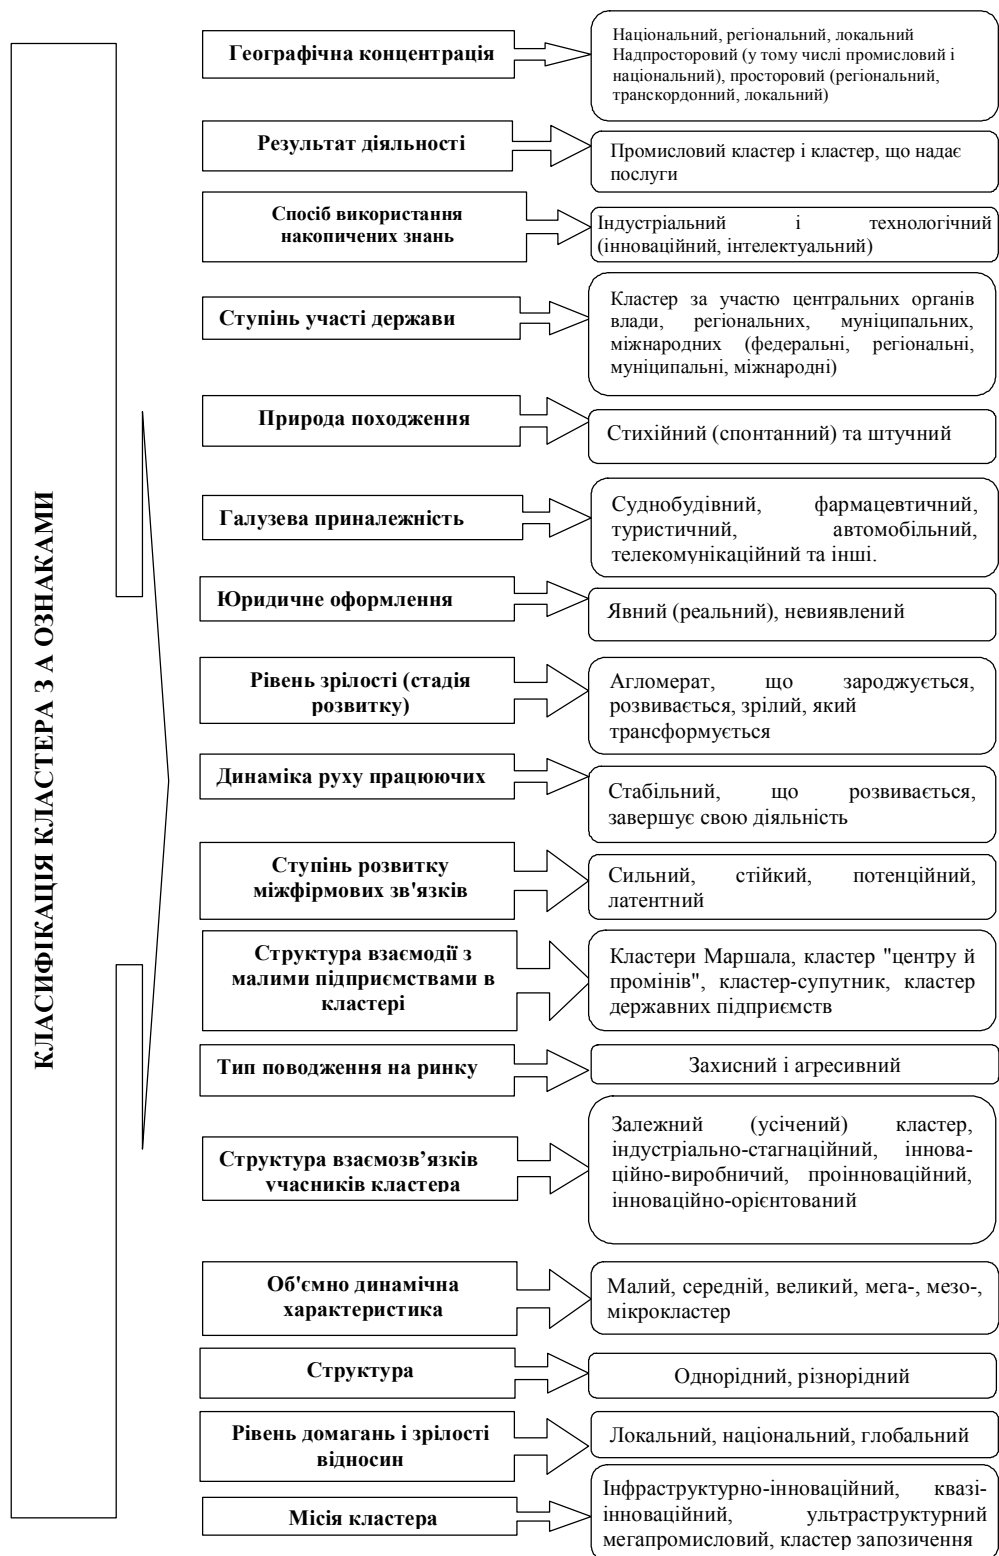 КЛАСИФІКАЦІЯ КЛАСТЕРА З А ОЗНАКАМИ
Географічна
концентрація
Національний, регіональний, локальний
Надпросторовий (у тому числі промисловий і
національний), просторовий (регіональний,
транскордонний, локальний)
Результат діяльності
Промисловий кластер і кластер, що надає
послуги
Спосіб використання
накопичених знань
Індустріальний і технологічний
(інноваційний, інтелектуальний)
Ступінь участі держави
Кластер за участю центральних органів
влади, регіональних, муніципальних,
міжнародних (федеральні, регіональні,
муніципальні, міжнародні)
Природа походження
Стихійний (спонтанний) та штучний
Галузева приналежність
Суднобудівний, фармацевтичний,
туристичний, автомобільний,
телекомунікаційний та інші.
Юридичне оформлення
Явний (реальний), невиявлений
Рівень зрілості (стадія
розвитку)
Агломерат, що зароджується,
розвивається, зрілий, який
трансформується
Динаміка руху працюючих
Стабільний, що розвивається,
завершує свою діяльність
Ступінь розвитку
міжфірмових зв'язків
Сильний, стійкий, потенційний,
латентний
Структура взаємодії з
малими підприємствами в
кластері
Кластери Маршала, кластер "центру й
промінів", кластер-супутник, кластер
державних підприємств
Тип поводження на ринку
Захисний і агресивний
Структура взаємозв’язків
учасників кластера
Залежний (усічений) кластер,
індустріально-стагнаційний, іннова-
ційно-виробничий, проінноваційний,
інноваційно-орієнтований
Об'ємно динамічна
характеристика
Малий, середній, великий, мега-, мезо-,
мікрокластер
Структура
Однорідний, різнорідний
Рівень домагань і зрілості
відносин
Локальний, національний, глобальний
Місія кластера
Інфраструктурно-інноваційний, квазі-
інноваційний, ультраструктурний
мегапромисловий, кластер запозичення